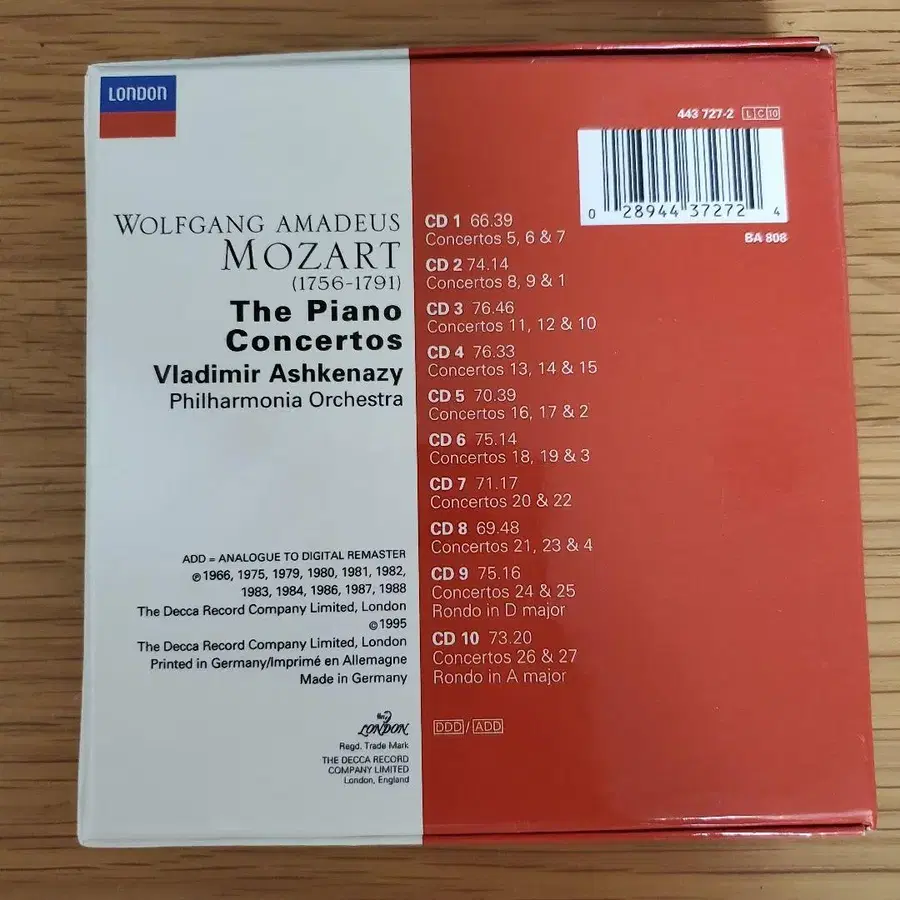 LONDON
WOLFGANG AMADEUS
MOZART
(1756-1791)
The Piano
Concertos
Vladimir Ashkenazy
Philharmonia Orchestra
ADD = ANALOGUE TO DIGITAL REMASTER
℗1966, 1975, 1979, 1980, 1981, 1982,
1983, 1984, 1986, 1987, 1988
The Decca Record Company Limited, London
©1995
The Decca Record Company Limited, London
Printed in Germany/Imprimé en Allemagne
Made in Germany
LONDON
Regd. Trade Mark
THE DECCA RECORD
COMPANY LIMITED
London, England
443 727-2 LC10
0 28944 37272 4
BA 808
CD 1 66.39
Concertos 5, 6 & 7
CD 2 74.14
Concertos 8, 9 & 1
CD 3 76.46
Concertos 11, 12 & 10
CD 4 76.33
Concertos 13, 14 & 15
CD 5 70.39
Concertos 16, 17 & 2
CD 6 75.14
Concertos 18, 19 & 3
CD 7 71.17
Concertos 20 & 22
CD 8 69.48
Concertos 21, 23 & 4
CD 9 75.16
Concertos 24 & 25
Rondo in D major
CD 10 73.20
Concertos 26 & 27
Rondo in A major
DDD/ADD